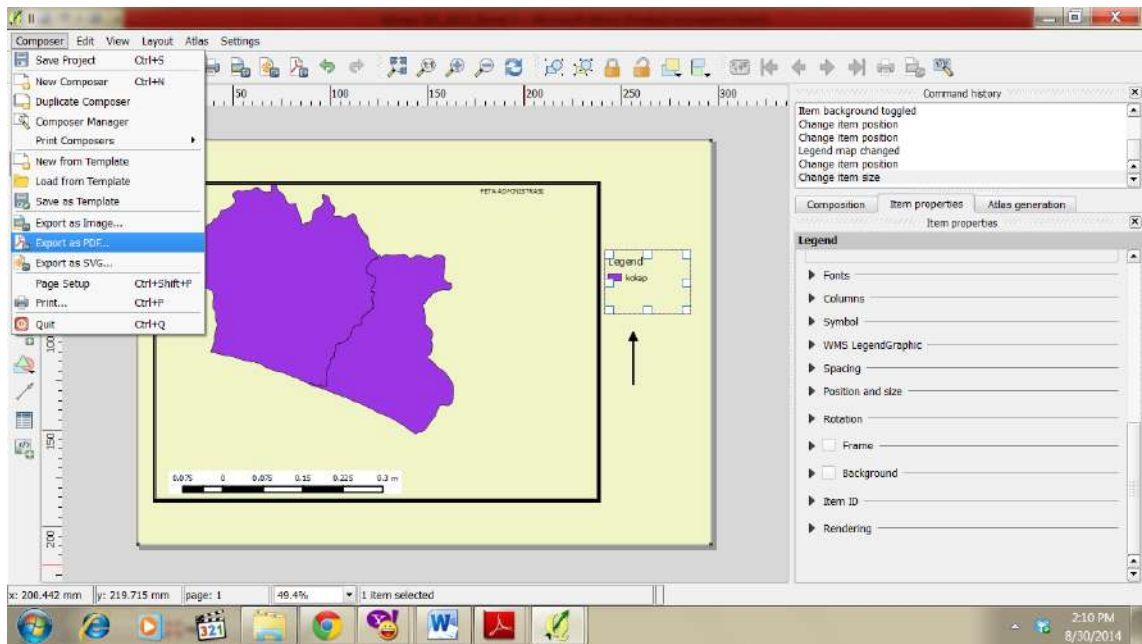 Composer Edit View Layout Atlas Settings
Save Project Ctrl+S
New Composer Ctrl+N
Duplicate Composer
Composer Manager
Print Composers
New from Template
Load from Template
Save as Template
Export as Image...
Export as PDF...
Export as SVG...
Page Setup Ctrl+Shift+P
Print... Ctrl+P
Quit Ctrl+Q
50 100 150 200 250 300
100
150
200
PETA ADMINISTRASI
Legend
kokap
0.075 0 0.075 0.15 0.225 0.3 m
Command history
Item background toggled
Change item position
Change item position
Legend map changed
Change item position
Change item size
Composition Item properties Atlas generation
Item properties
Legend
Fonts
Columns
Symbol
WMS LegendGraphic
Spacing
Position and size
Rotation
Frame
Background
Item ID
Rendering
x: 200.442 mm y: 219.715 mm page: 1 49.4% 1 item selected
321
2:10 PM
8/30/2014